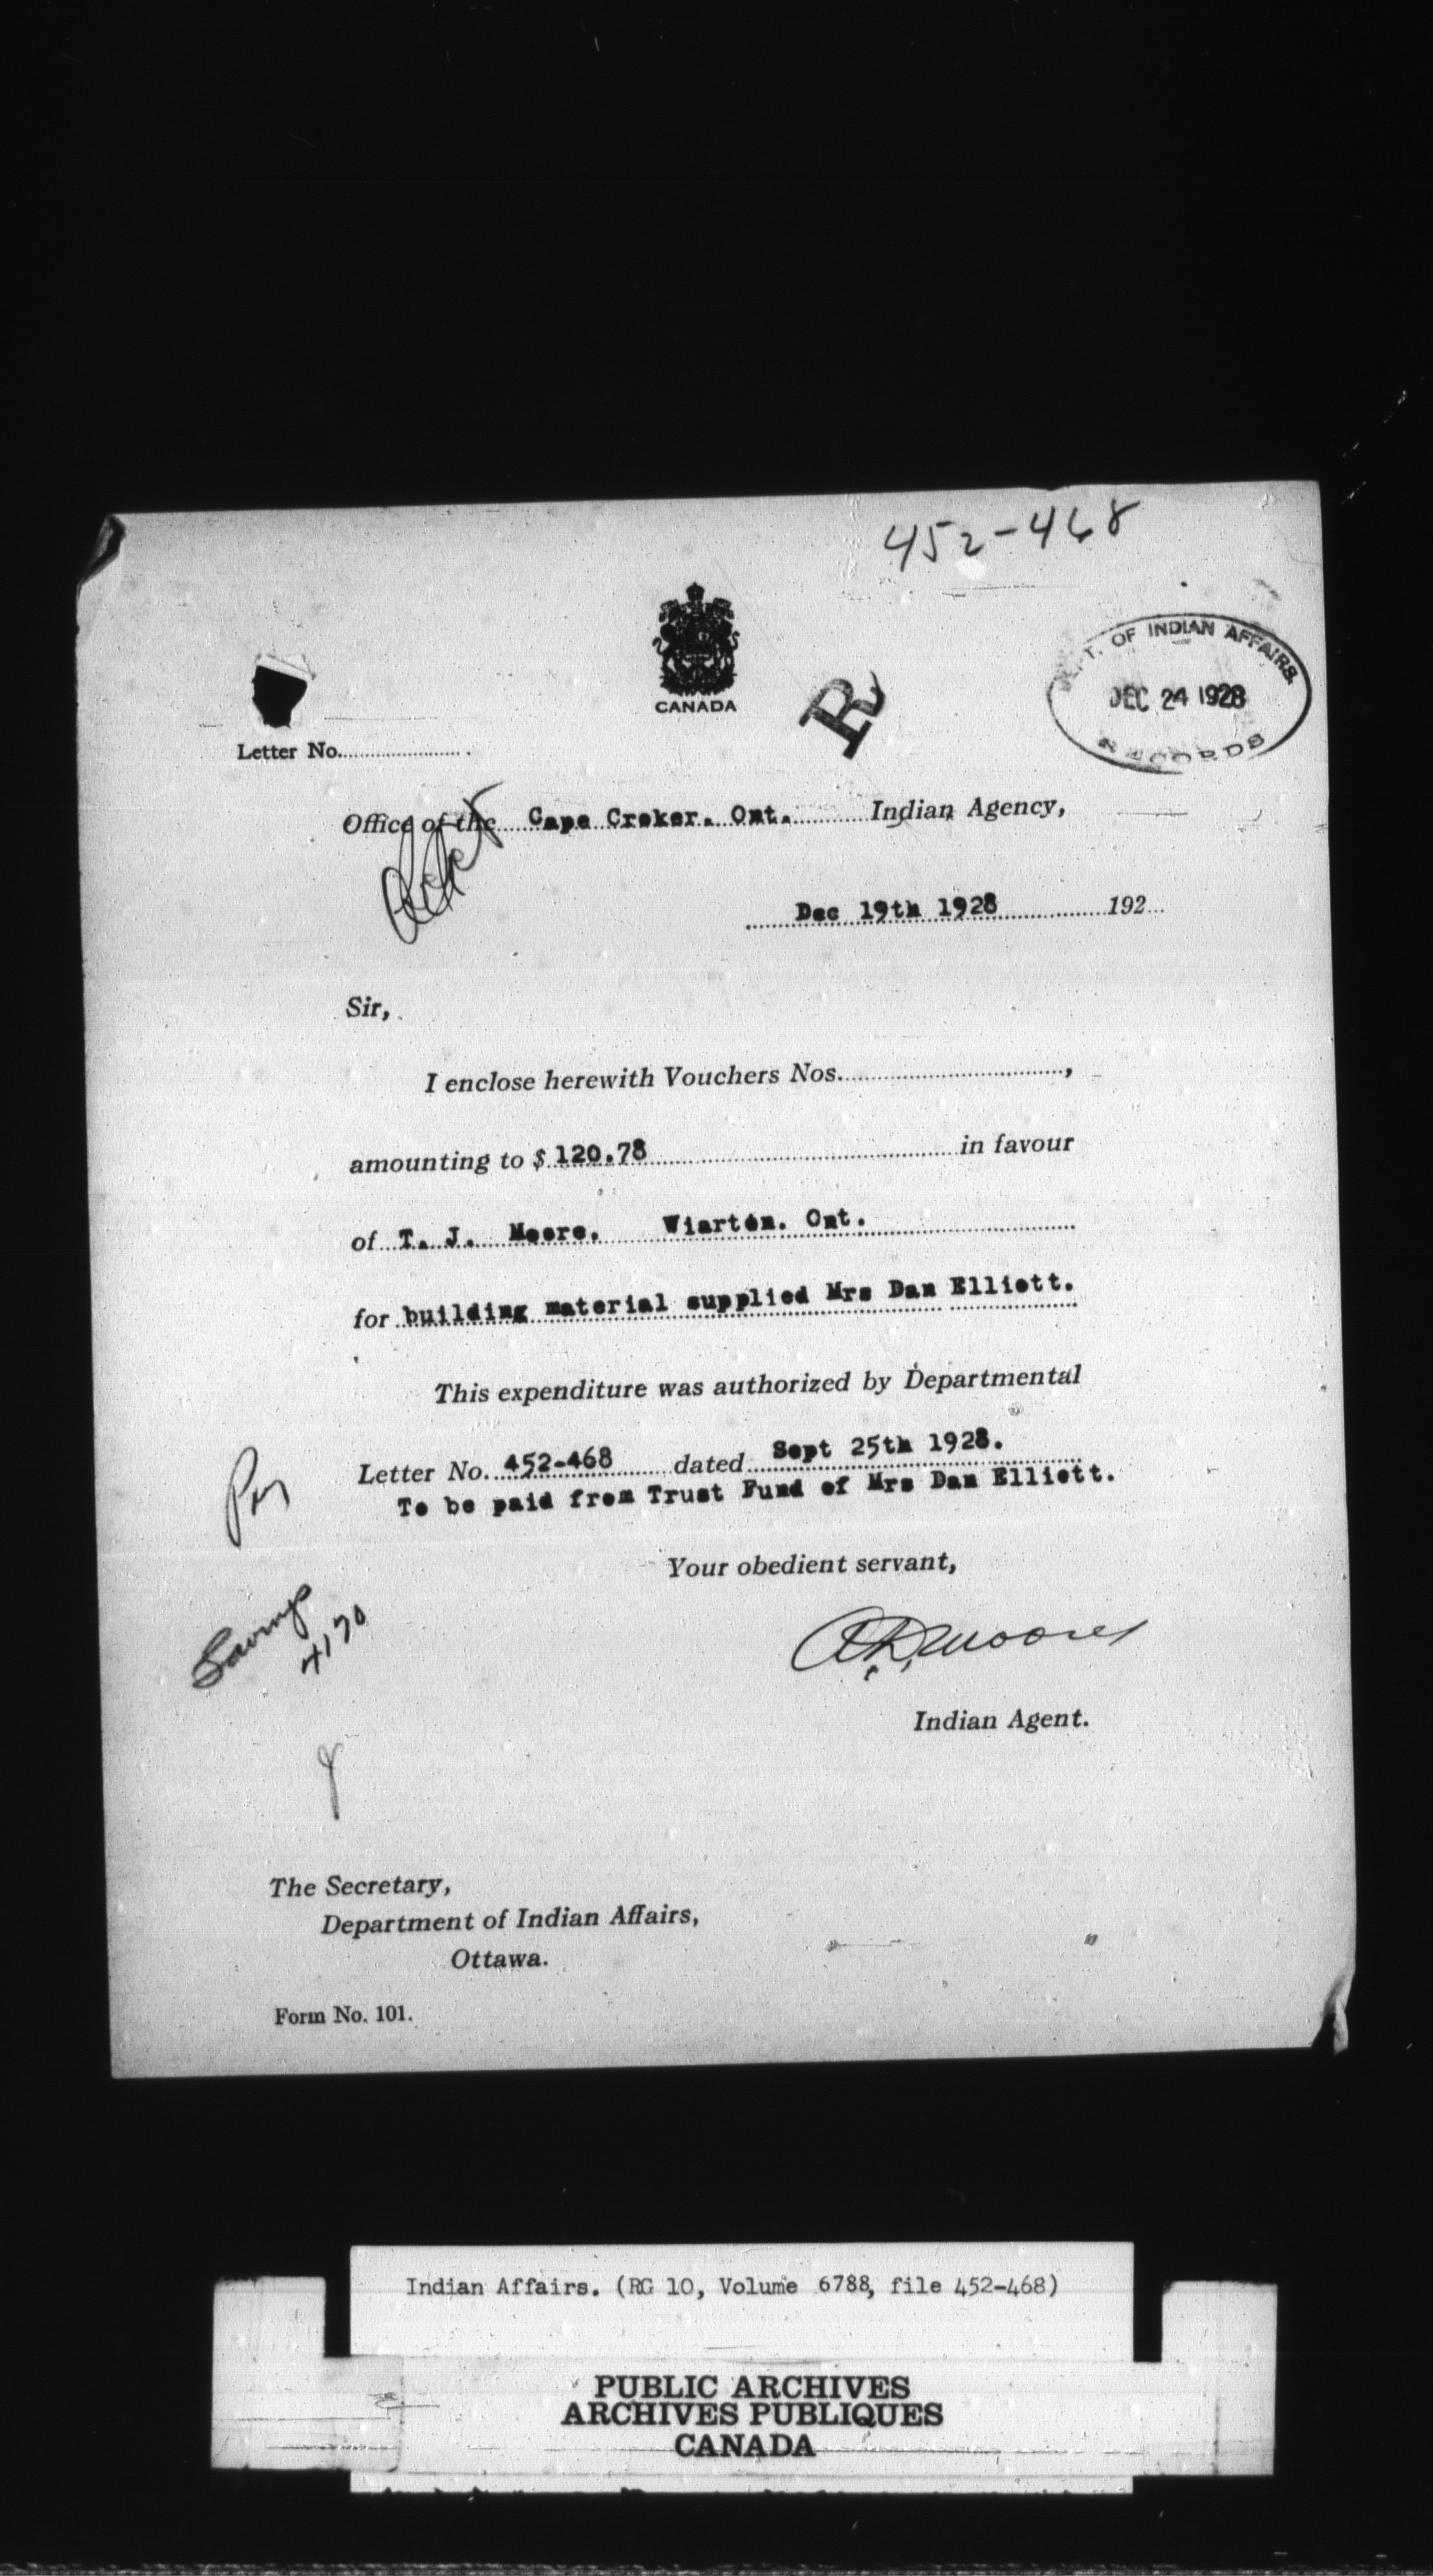 452-468
CANADA
R
DEPT. OF INDIAN AFFAIRS.
DEC 24 1928
RECORDS
Letter No.
Office of the Cape Croker. Ont. Indian Agency,
Dec 19th 1928 192
Sir,
I enclose herewith Vouchers Nos. ,
amounting to $ 120.78 in favour
of T. J. Moore. Wiarton. Ont.
for building material supplied Mrs Dan Elliott.
This expenditure was authorized by Departmental
Letter No. 452-468 dated Sept 25th 1928.
To be paid from Trust Fund of Mrs Dan Elliott.
Your obedient servant,
Savings
4170
A.D. Moore
Indian Agent.
The Secretary,
Department of Indian Affairs,
Ottawa.
Form No. 101.
Indian Affairs. (RG 10, Volume 6788, file 452-468)
PUBLIC ARCHIVES
ARCHIVES PUBLIQUES
CANADA